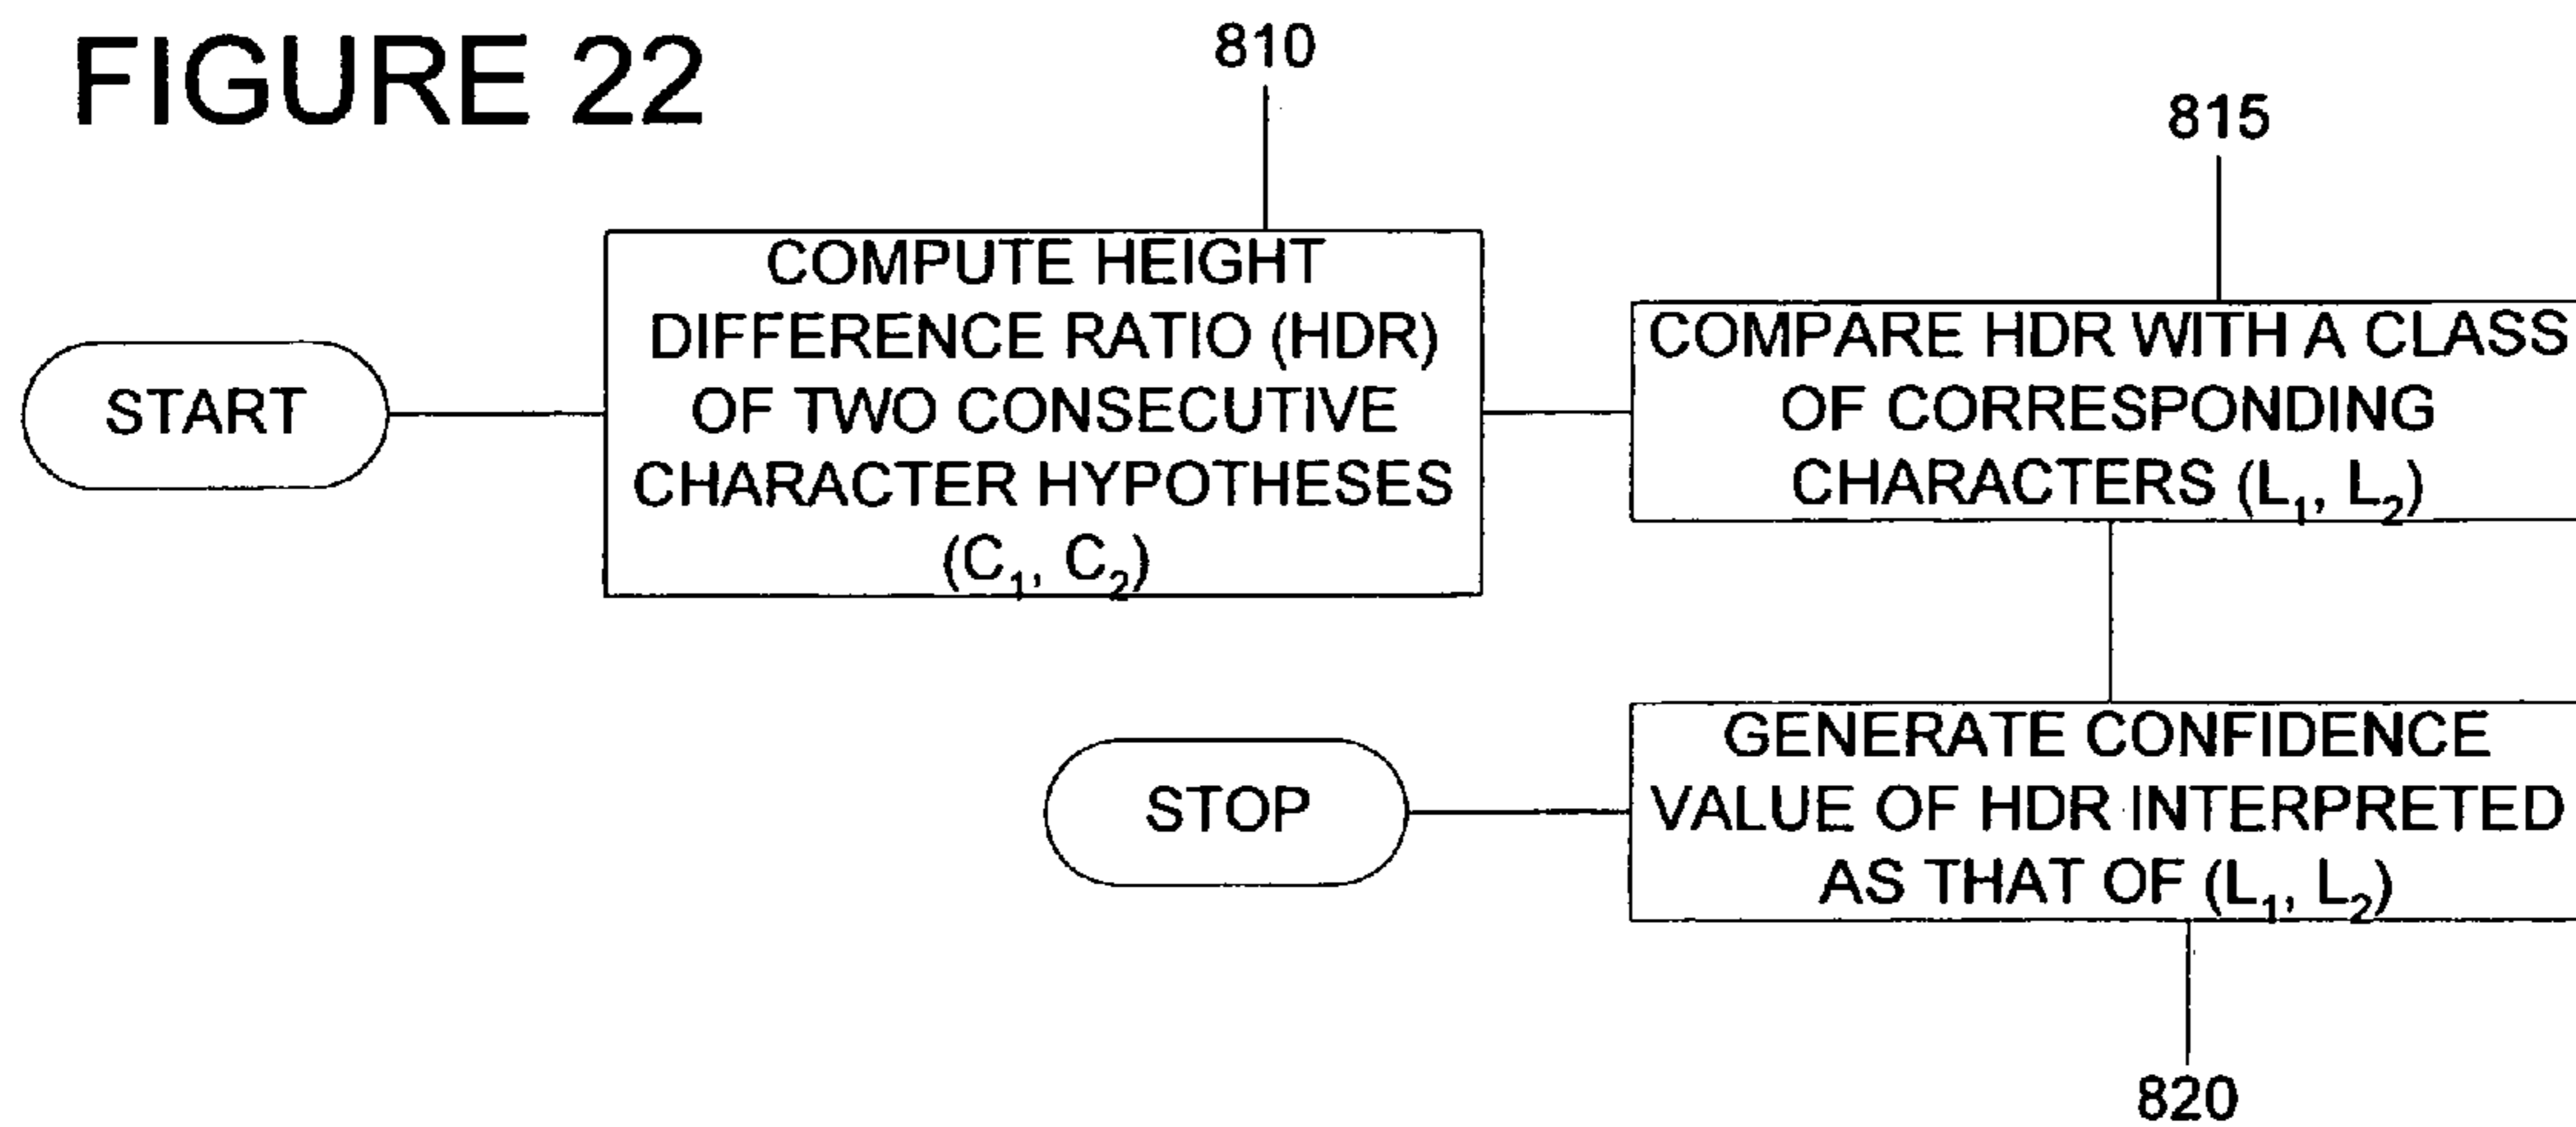 FIGURE 22
810
815
START
COMPUTE HEIGHT
DIFFERENCE RATIO (HDR)
OF TWO CONSECUTIVE
CHARACTER HYPOTHESES
(C₁, C₂)
COMPARE HDR WITH A CLASS
OF CORRESPONDING
CHARACTERS (L₁, L₂)
GENERATE CONFIDENCE
VALUE OF HDR INTERPRETED
AS THAT OF (L₁, L₂)
STOP
820